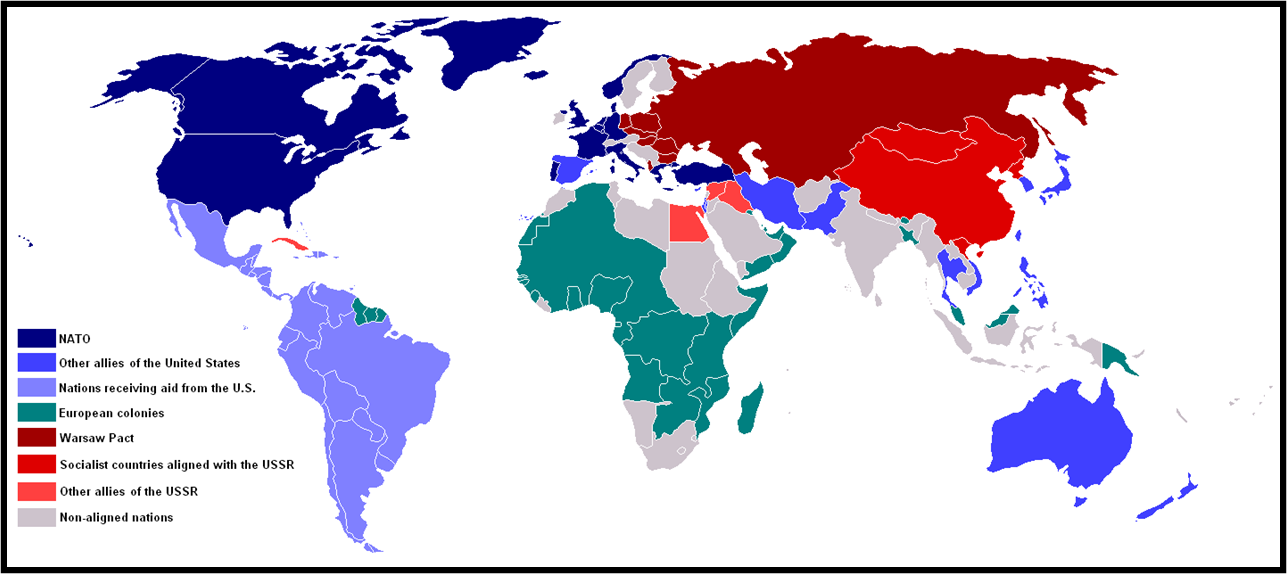 NATO
Other allies of the United States
Nations receiving aid from the U.S.
European colonies
Warsaw Pact
Socialist countries aligned with the USSR
Other allies of the USSR
Non-aligned nations